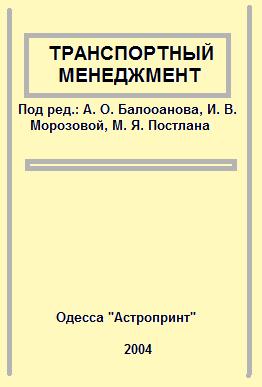 ТРАНСПОРТНЫЙ
МЕНЕДЖМЕНТ
Под ред.: А. О. Балооанова, И. В.
Морозовой, М. Я. Постлана
Одесса "Астропринт"
2004